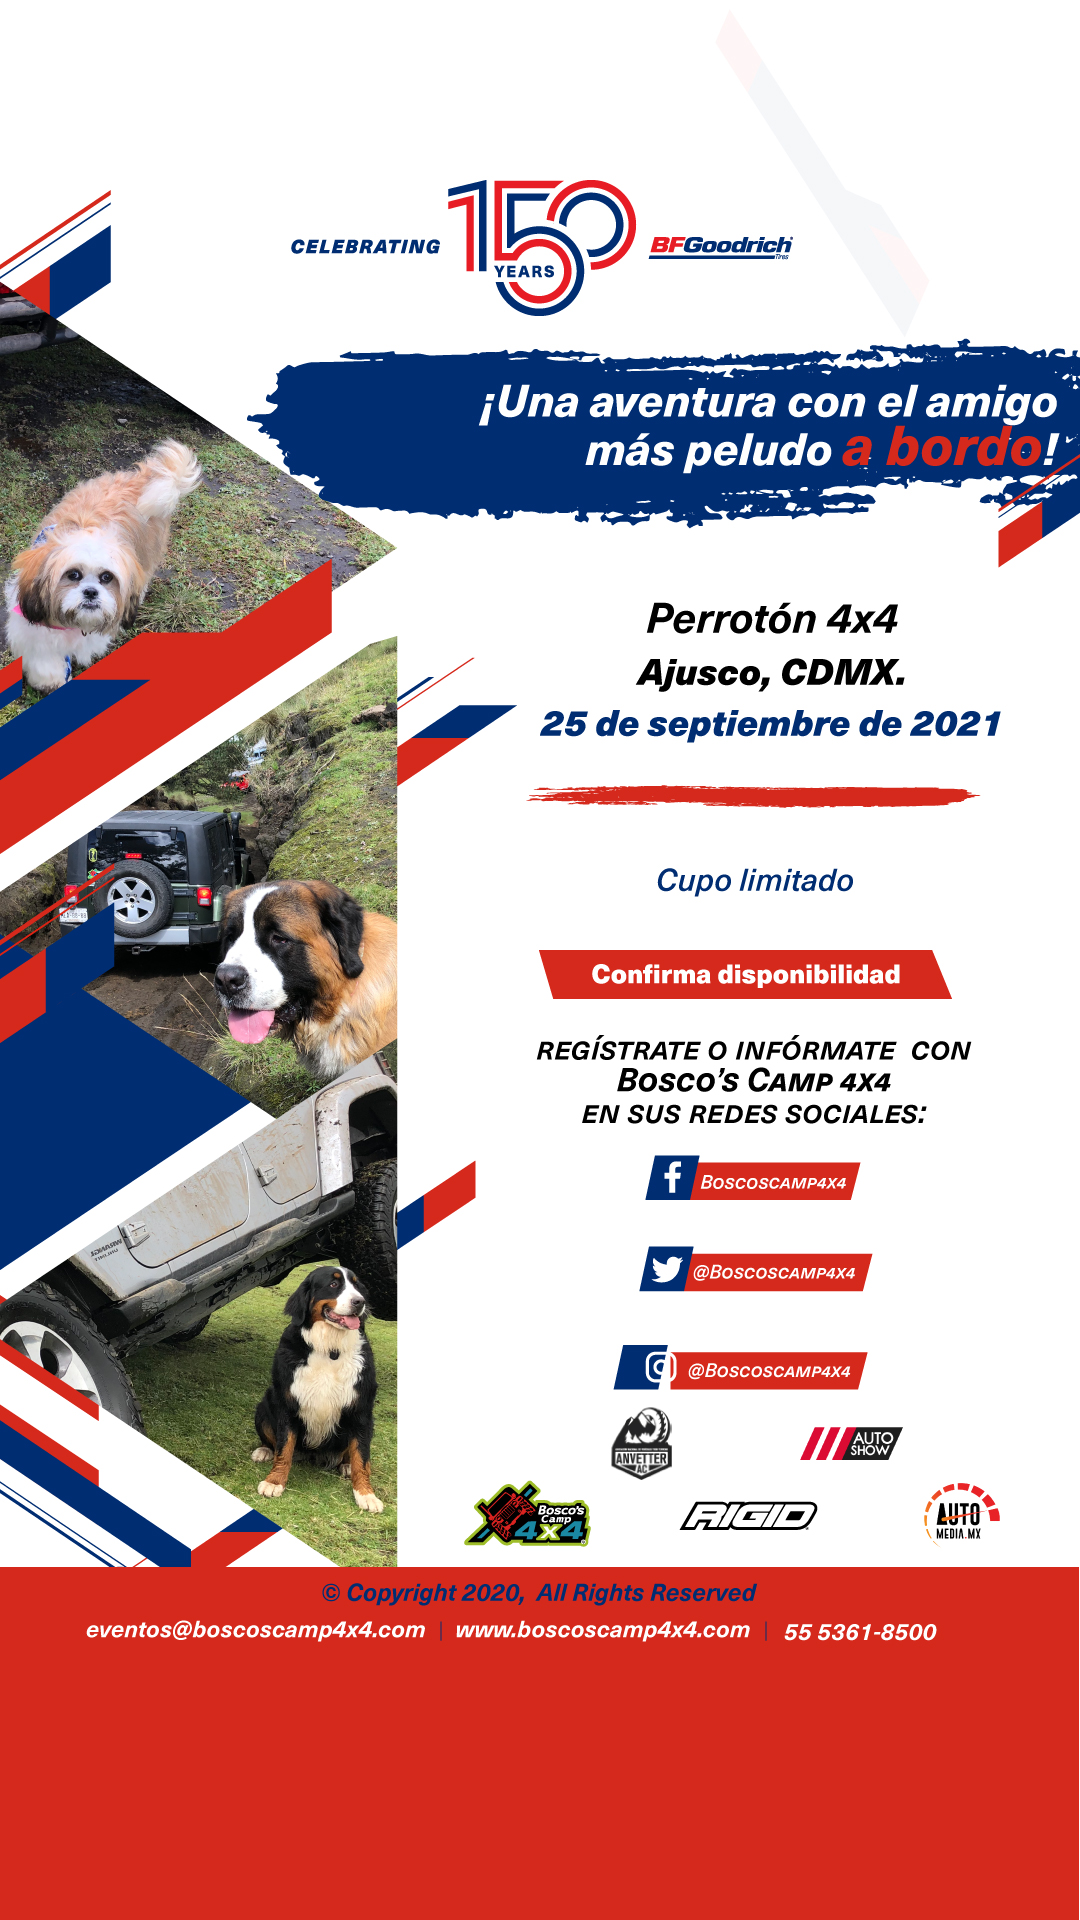 CELEBRATING
150
YEARS
BFGoodrich
Tires
¡Una aventura con el amigo
más peludo a bordo!
Perrotón 4x4
Ajusco, CDMX.
25 de septiembre de 2021
Cupo limitado
Confirma disponibilidad
REGÍSTRATE O INFÓRMATE CON
BOSCO'S CAMP 4X4
EN SUS REDES SOCIALES:
BOSCOSCAMP4X4
@BOSCOSCAMP4X4
@BOSCOSCAMP4X4
ANVETTER
AC
AUTO
SHOW
Bosco's
Camp
4x4
RIGID
AUTO
MEDIA.MX
© Copyright 2020, All Rights Reserved
eventos@boscoscamp4x4.com | www.boscoscamp4x4.com | 55 5361-8500